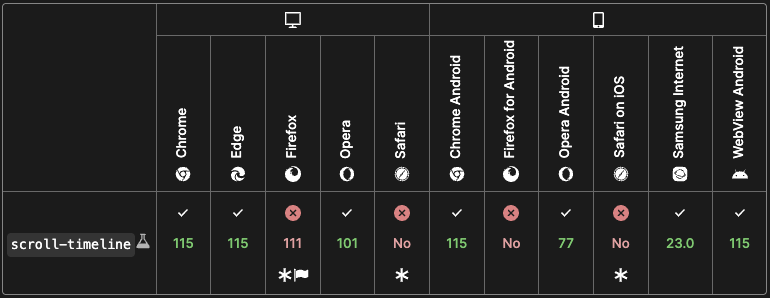 Chrome
Edge
Firefox
Opera
Safari
Chrome Android
Firefox for Android
Opera Android
Safari on iOS
Samsung Internet
WebView Android
scroll-timeline
115
115
111
101
No
115
No
77
No
23.0
115